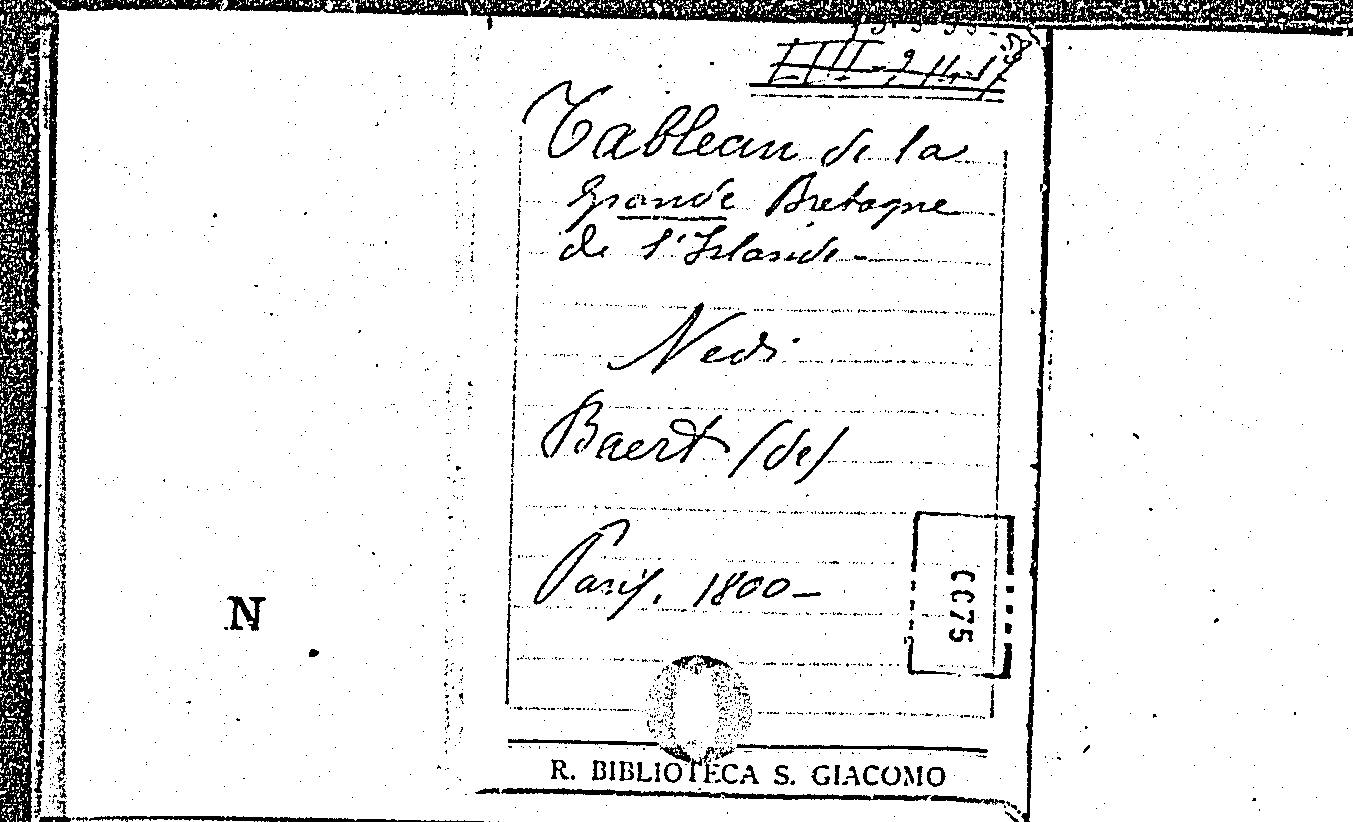 Tableau de la
Grande Bretagne
de l'Irlande -
Vedi
Baert (de)
Paris. 1800 -
CC75
N
R. BIBLIOTECA S. GIACOMO